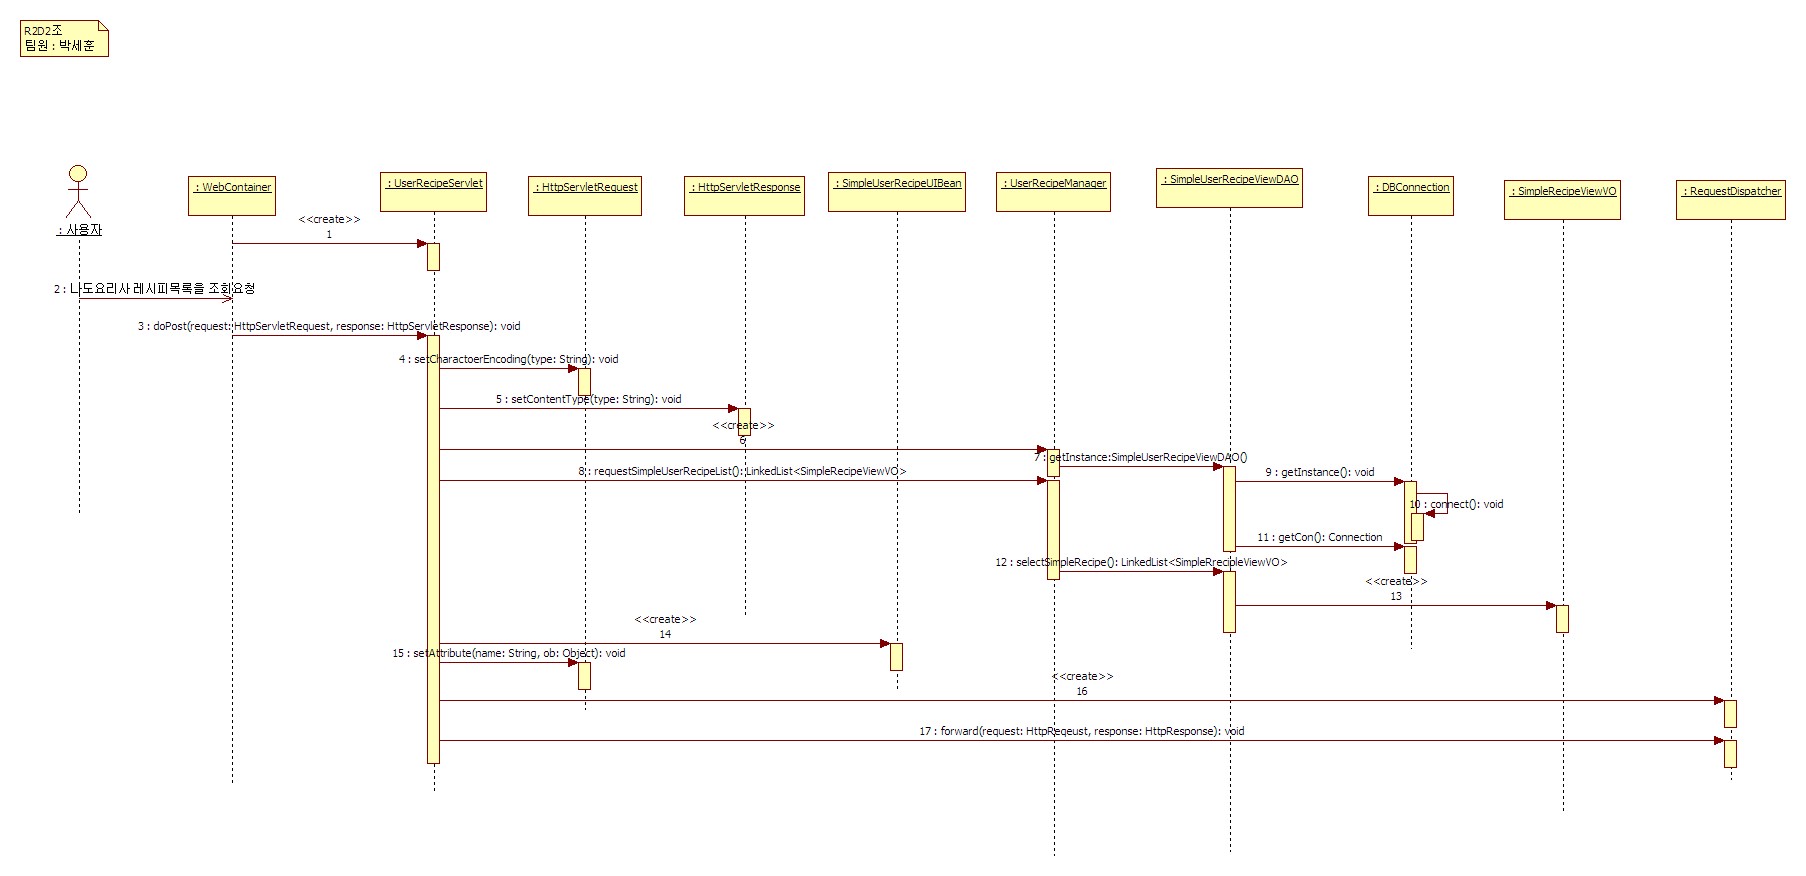 R2D2조
팀원 : 박세훈
: 사용자
: WebContainer
: UserRecipeServlet
: HttpServletRequest
: HttpServletResponse
: SimpleUserRecipeUIBean
: UserRecipeManager
: SimpleUserRecipeViewDAO
: DBConnection
: SimpleRecipeViewVO
: RequestDispatcher
<<create>>
1
2 : 나도요리사 레시피목록을 조회요청
3 : doPost(request: HttpServletRequest, response: HttpServletResponse): void
4 : setCharactoerEncoding(type: String): void
5 : setContentType(type: String): void
<<create>>
6
7 : getInstance:SimpleUserRecipeViewDAO()
8 : requestSimpleUserRecipeList(): LinkedList<SimpleRecipeViewVO>
9 : getInstance(): void
10 : connect(): void
11 : getCon(): Connection
12 : selectSimpleRecipe(): LinkedList<SimpleRrecipleViewVO>
<<create>>
13
<<create>>
14
15 : setAttribute(name: String, ob: Object): void
<<create>>
16
17 : forward(request: HttpReqeust, response: HttpResponse): void